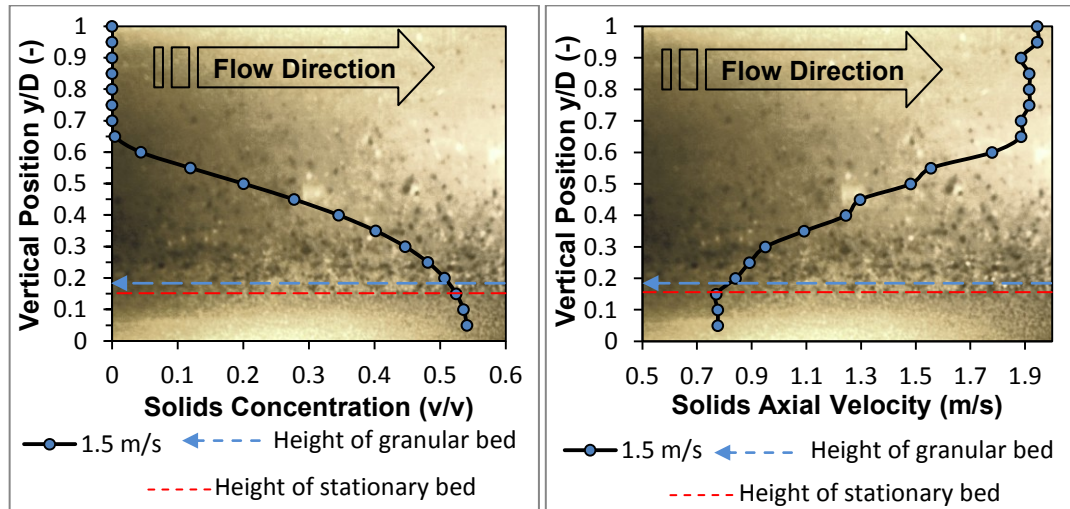 Vertical Position y/D (-)
1
0.9
0.8
0.7
0.6
0.5
0.4
0.3
0.2
0.1
0
Flow Direction
0 0.1 0.2 0.3 0.4 0.5 0.6
Solids Concentration (v/v)
1.5 m/s Height of granular bed
Height of stationary bed
Vertical Position y/D (-)
1
0.9
0.8
0.7
0.6
0.5
0.4
0.3
0.2
0.1
0
Flow Direction
0.5 0.7 0.9 1.1 1.3 1.5 1.7 1.9
Solids Axial Velocity (m/s)
1.5 m/s Height of granular bed
Height of stationary bed